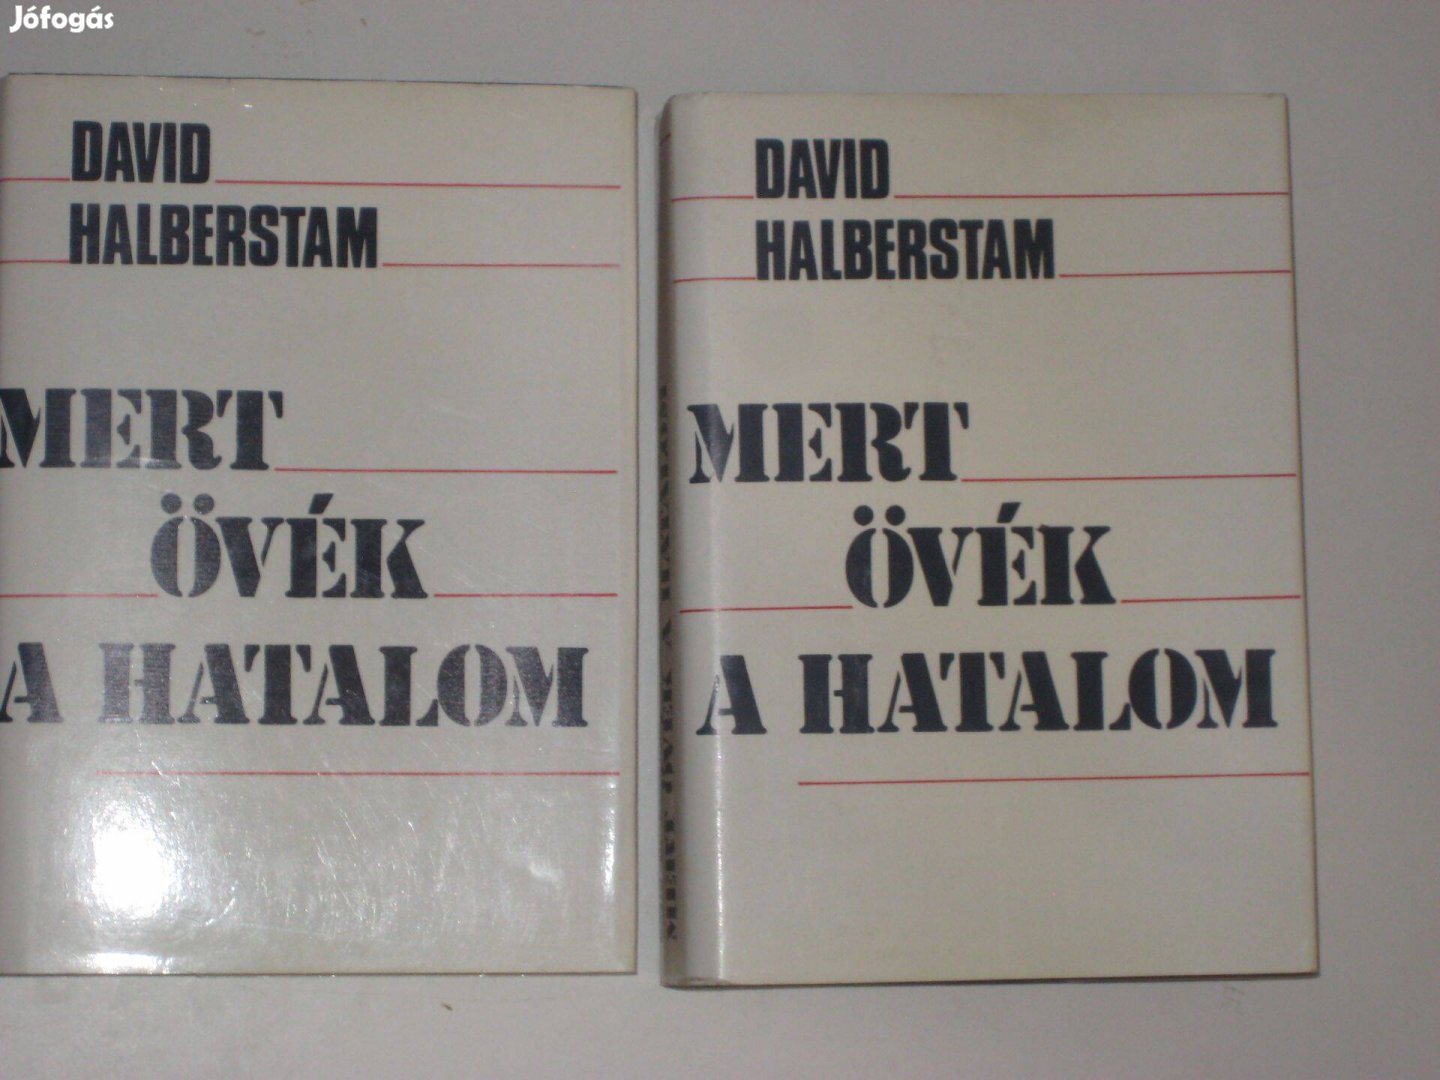 Jófogás
DAVID
HALBERSTAM
MERT
ÖVÉK
A HATALOM
DAVID
HALBERSTAM
MERT
ÖVÉK
A HATALOM
MERT ÖVÉK A HATALOM